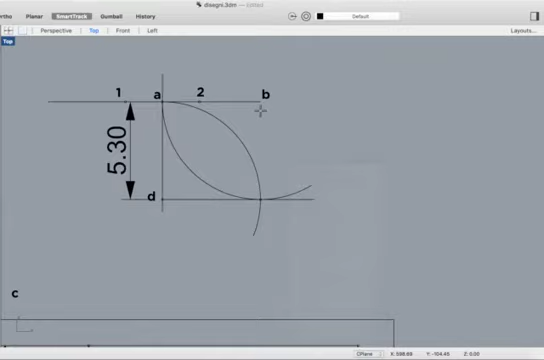 disegni.3dm — Edited
Ortho Planar SmartTrack Gumball History Default
Perspective Top Front Left Layouts...
Top
1 a 2 b
5.30
d
c
CPlane X: 598.69 Y: -104.45 Z: 0.00